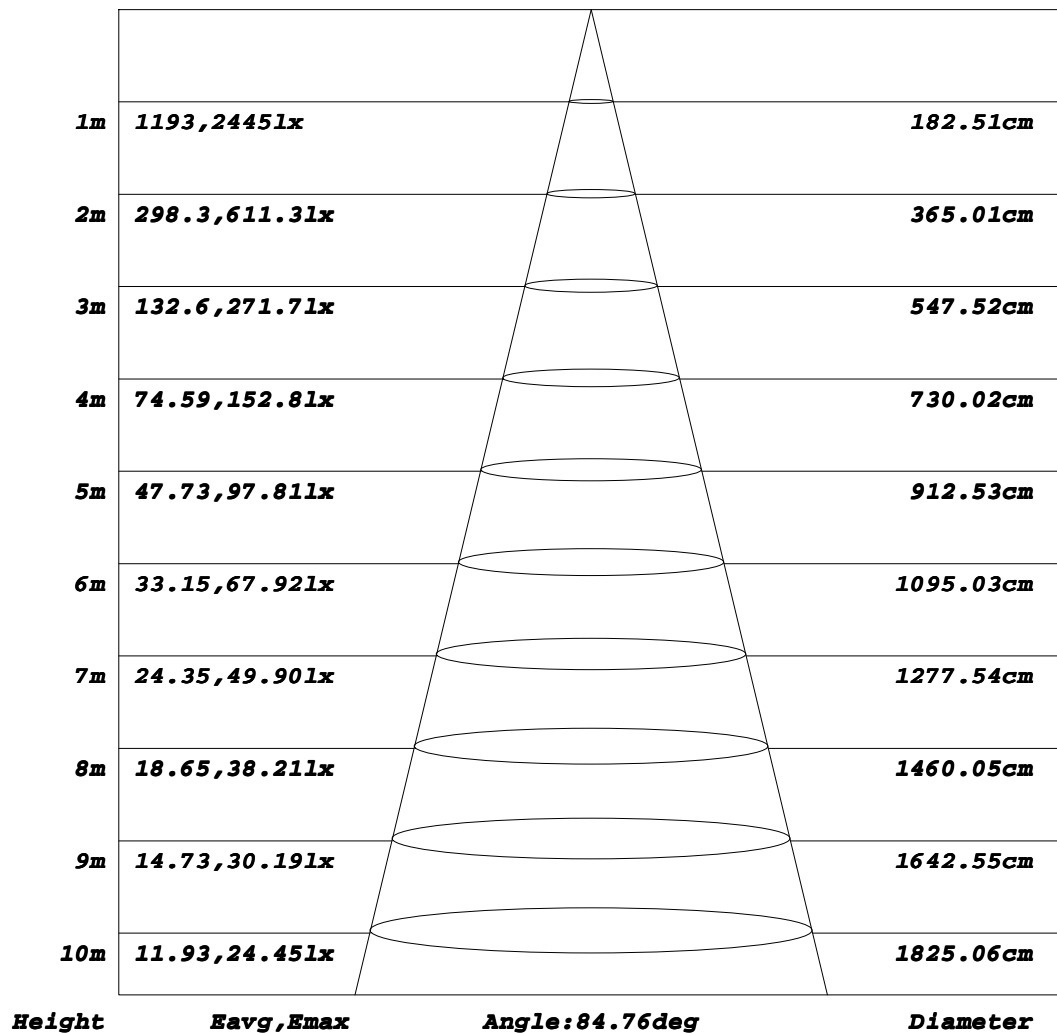 1m 1193,2445lx 182.51cm
2m 298.3,611.3lx 365.01cm
3m 132.6,271.7lx 547.52cm
4m 74.59,152.8lx 730.02cm
5m 47.73,97.81lx 912.53cm
6m 33.15,67.92lx 1095.03cm
7m 24.35,49.90lx 1277.54cm
8m 18.65,38.21lx 1460.05cm
9m 14.73,30.19lx 1642.55cm
10m 11.93,24.45lx 1825.06cm
Height Eavg,Emax Angle:84.76deg Diameter